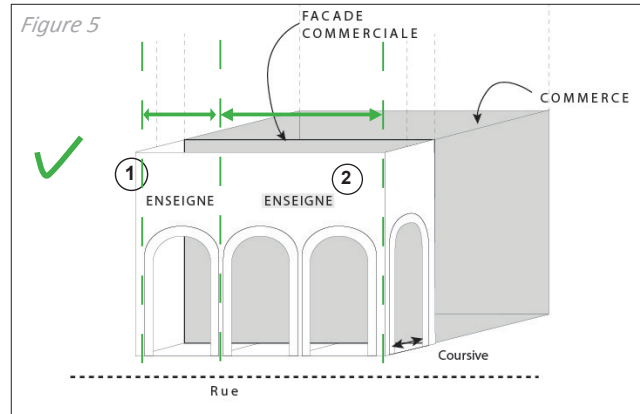 Figure 5
FACADE
COMMERCIALE
COMMERCE
1
2
ENSEIGNE
ENSEIGNE
Coursive
Rue